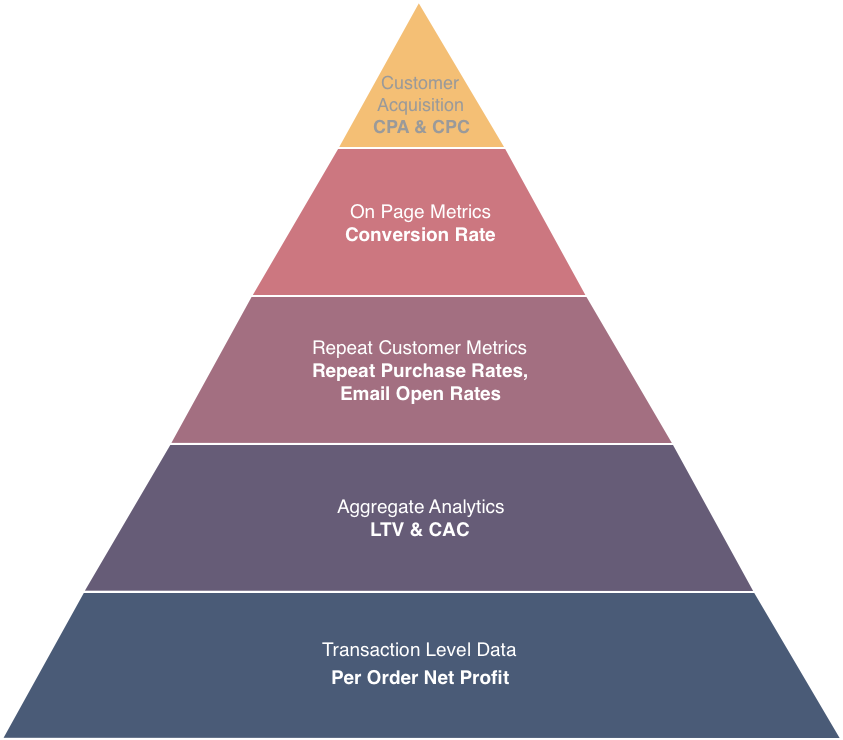 Customer
Acquisition
CPA & CPC
On Page Metrics
Conversion Rate
Repeat Customer Metrics
Repeat Purchase Rates,
Email Open Rates
Aggregate Analytics
LTV & CAC
Transaction Level Data
Per Order Net Profit